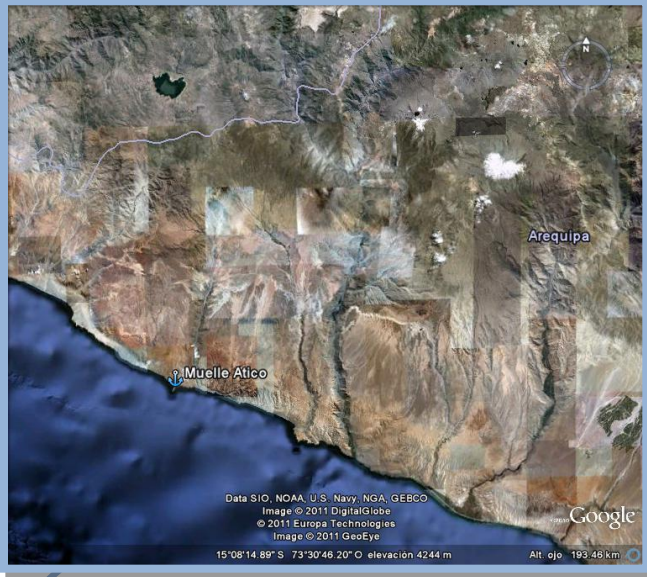 N
Arequipa
Muelle Atico
Data SIO, NOAA, U.S. Navy, NGA, GEBCO
Image © 2011 DigitalGlobe
© 2011 Europa Technologies
Image © 2011 GeoEye
Google
15°08'14.89" S 73°30'46.20" O elevación 4244 m
Alt. ojo 193.46 km